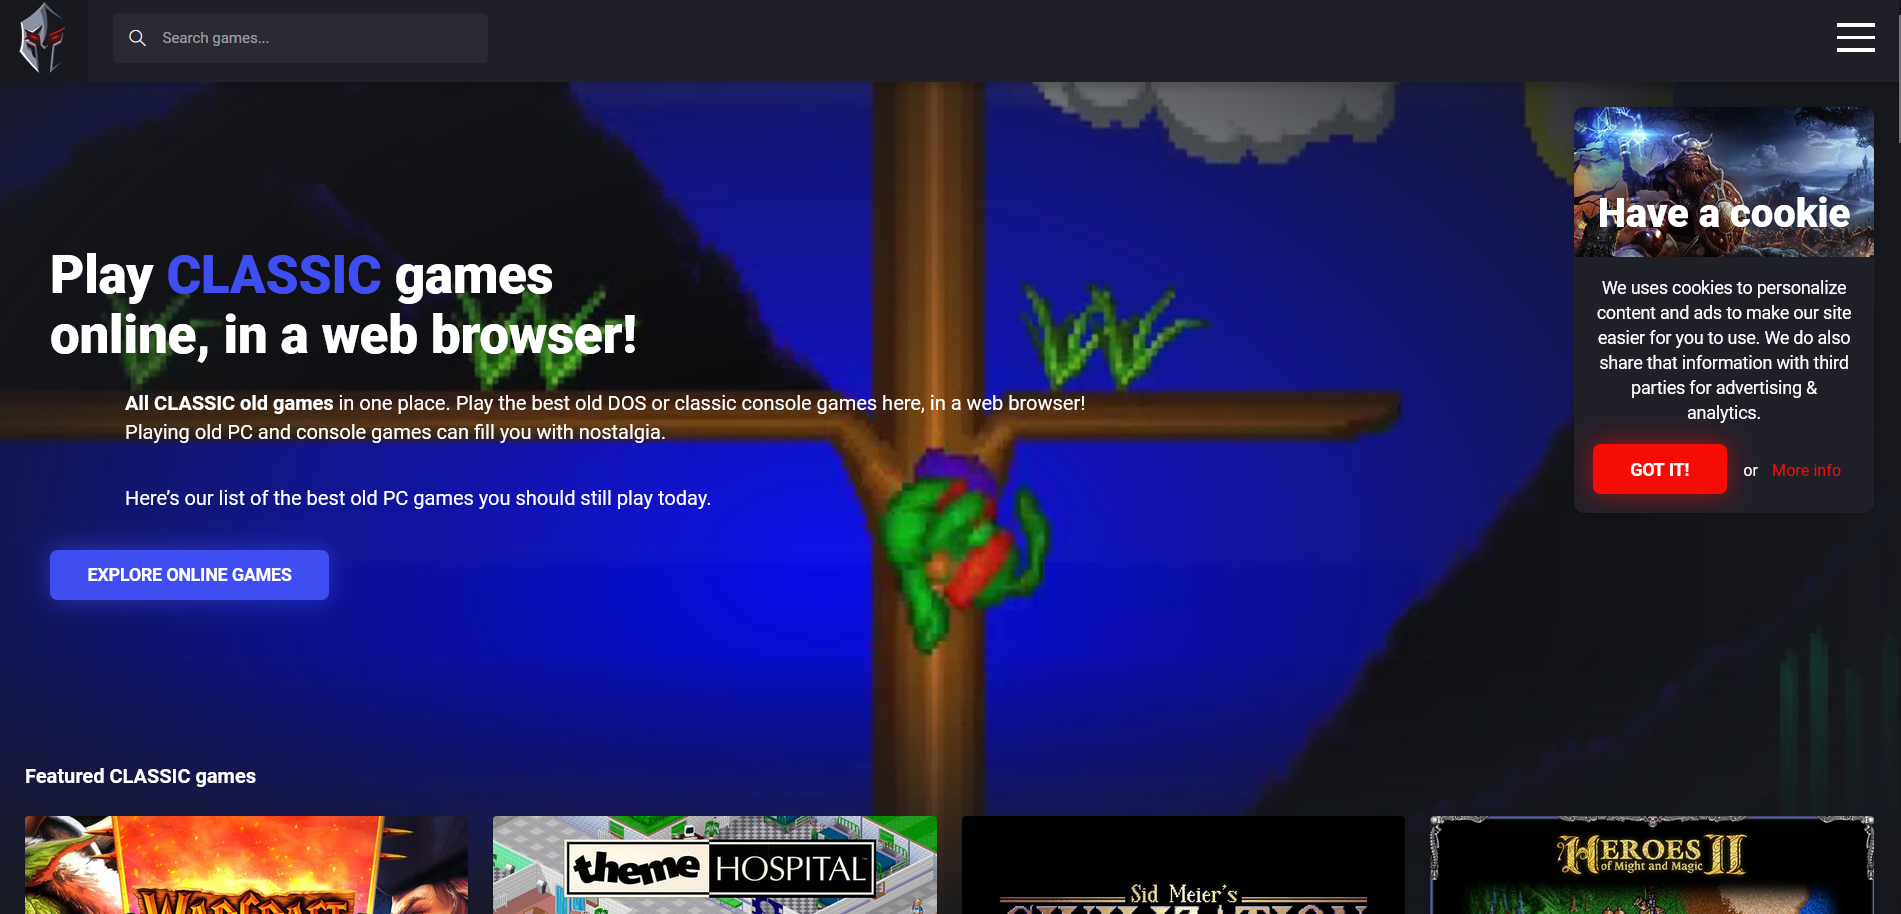 Search games...
Have a cookie
We uses cookies to personalize
content and ads to make our site
easier for you to use. We do also
share that information with third
parties for advertising &
analytics.
GOT IT! or More info
Play CLASSIC games
online, in a web browser!
All CLASSIC old games in one place. Play the best old DOS or classic console games here, in a web browser!
Playing old PC and console games can fill you with nostalgia.
Here’s our list of the best old PC games you should still play today.
EXPLORE ONLINE GAMES
Featured CLASSIC games
WARCRAFT
theme HOSPITAL
Sid Meier's
CIVILIZATION
HEROES II
of Might and Magic